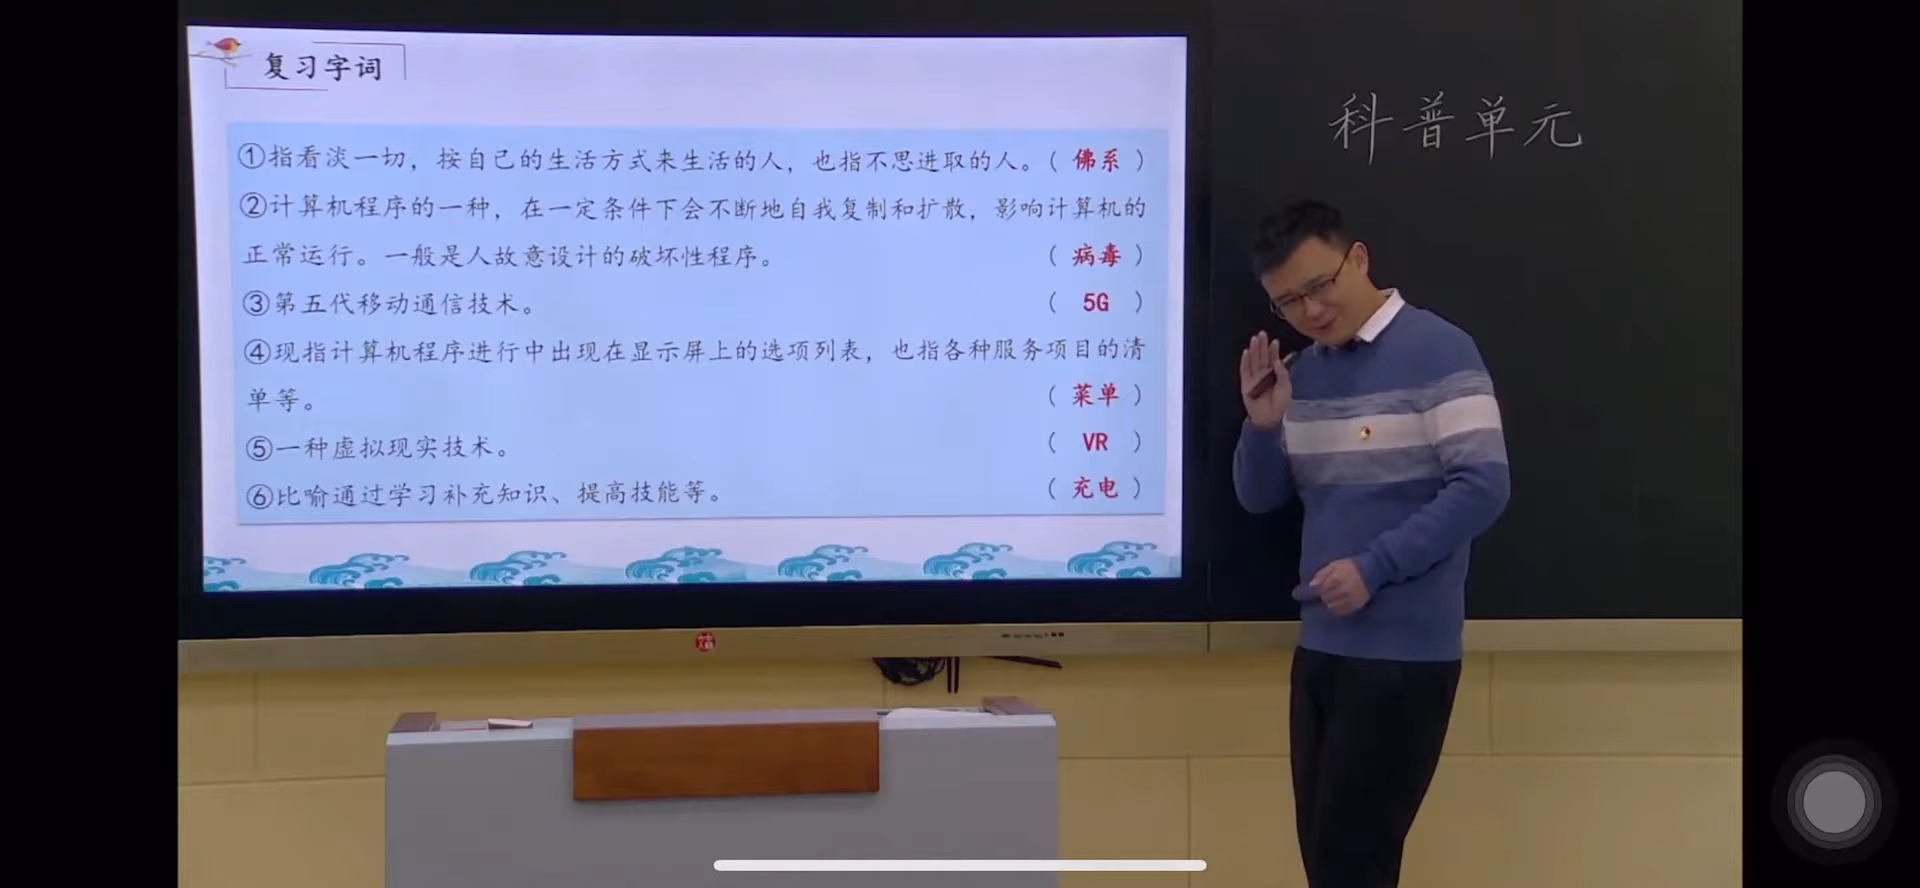 复习字词
①指看淡一切，按自己的生活方式来生活的人，也指不思进取的人。（ 佛系 ）
②计算机程序的一种，在一定条件下会不断地自我复制和扩散，影响计算机的
正常运行。一般是人故意设计的破坏性程序。 （ 病毒 ）
③第五代移动通信技术。 （ 5G ）
④现指计算机程序进行中出现在显示屏上的选项列表，也指各种服务项目的清
单等。 （ 菜单 ）
⑤一种虚拟现实技术。 （ VR ）
⑥比喻通过学习补充知识、提高技能等。 （ 充电 ）
科普单元